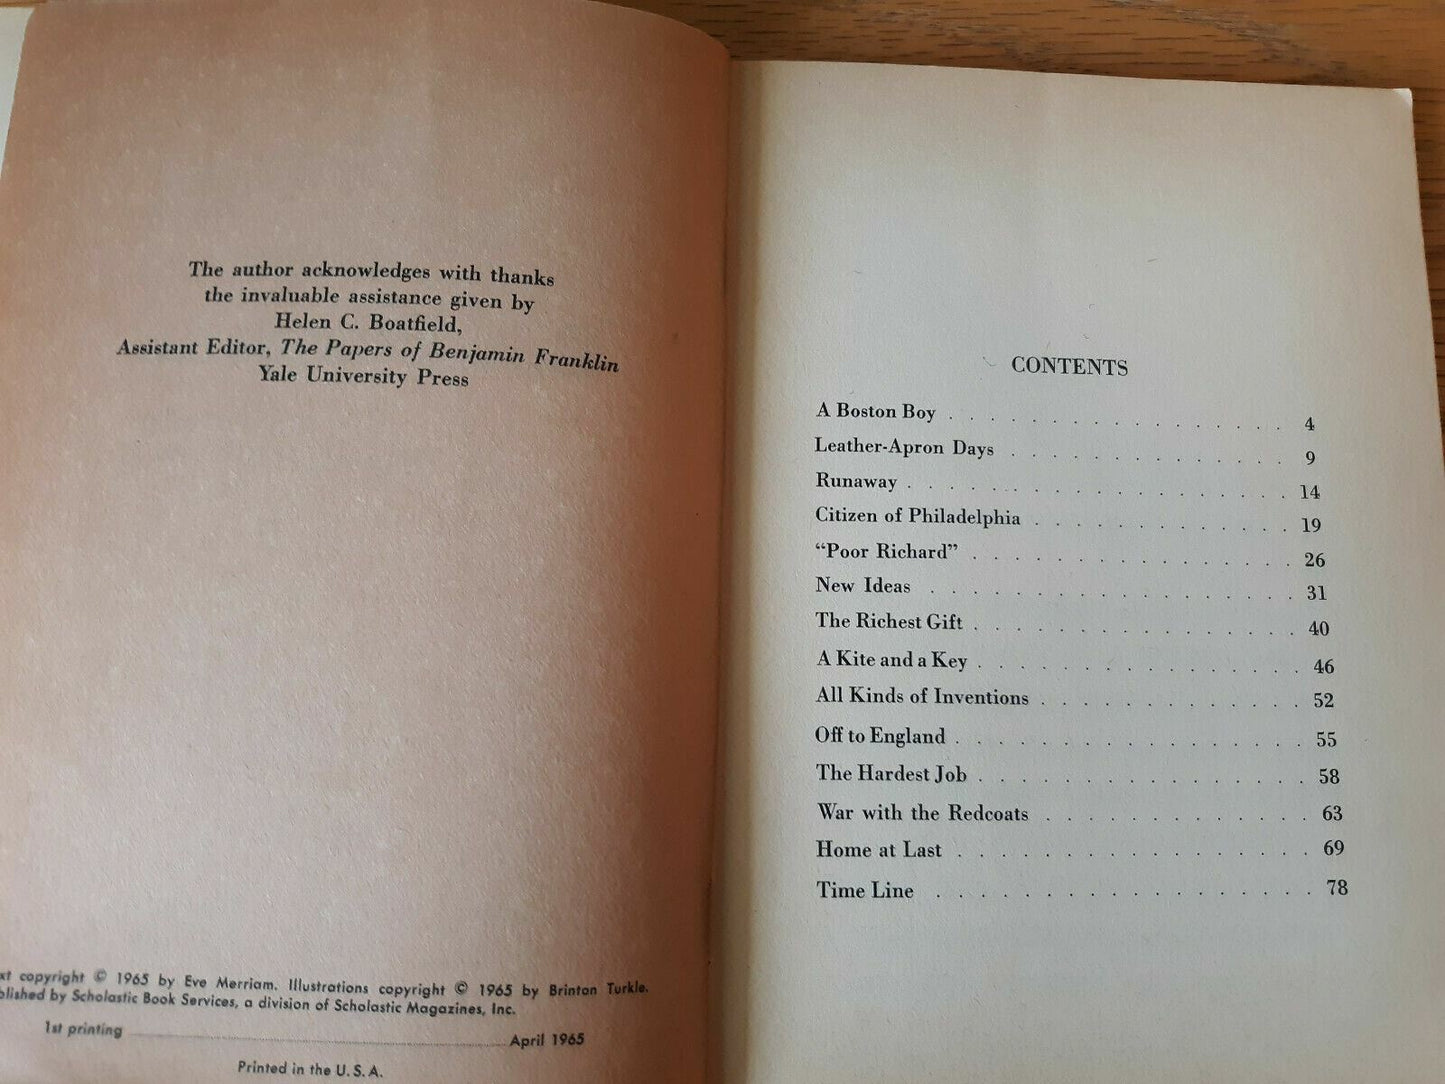 The author acknowledges with thanks
the invaluable assistance given by
Helen C. Boatfield,
Assistant Editor, The Papers of Benjamin Franklin
Yale University Press
copyright © 1965 by Eve Merriam. Illustrations copyright © 1965 by Brinton Turkle.
by Scholastic Book Services, a division of Scholastic Magazines, Inc.
1st printing April 1965
Printed in the U. S. A.
CONTENTS
A Boston Boy . . . . . . . . . . . . . . . . 4
Leather-Apron Days . . . . . . . . . . . . . 9
Runaway . . . . . . . . . . . . . . . . . . 14
Citizen of Philadelphia . . . . . . . . . . . . 19
“Poor Richard” . . . . . . . . . . . . . . . 26
New Ideas . . . . . . . . . . . . . . . . . 31
The Richest Gift . . . . . . . . . . . . . . . 40
A Kite and a Key . . . . . . . . . . . . . . . 46
All Kinds of Inventions . . . . . . . . . . . . 52
Off to England . . . . . . . . . . . . . . . . 55
The Hardest Job . . . . . . . . . . . . . . . 58
War with the Redcoats . . . . . . . . . . . . 63
Home at Last . . . . . . . . . . . . . . . . 69
Time Line . . . . . . . . . . . . . . . . . 78